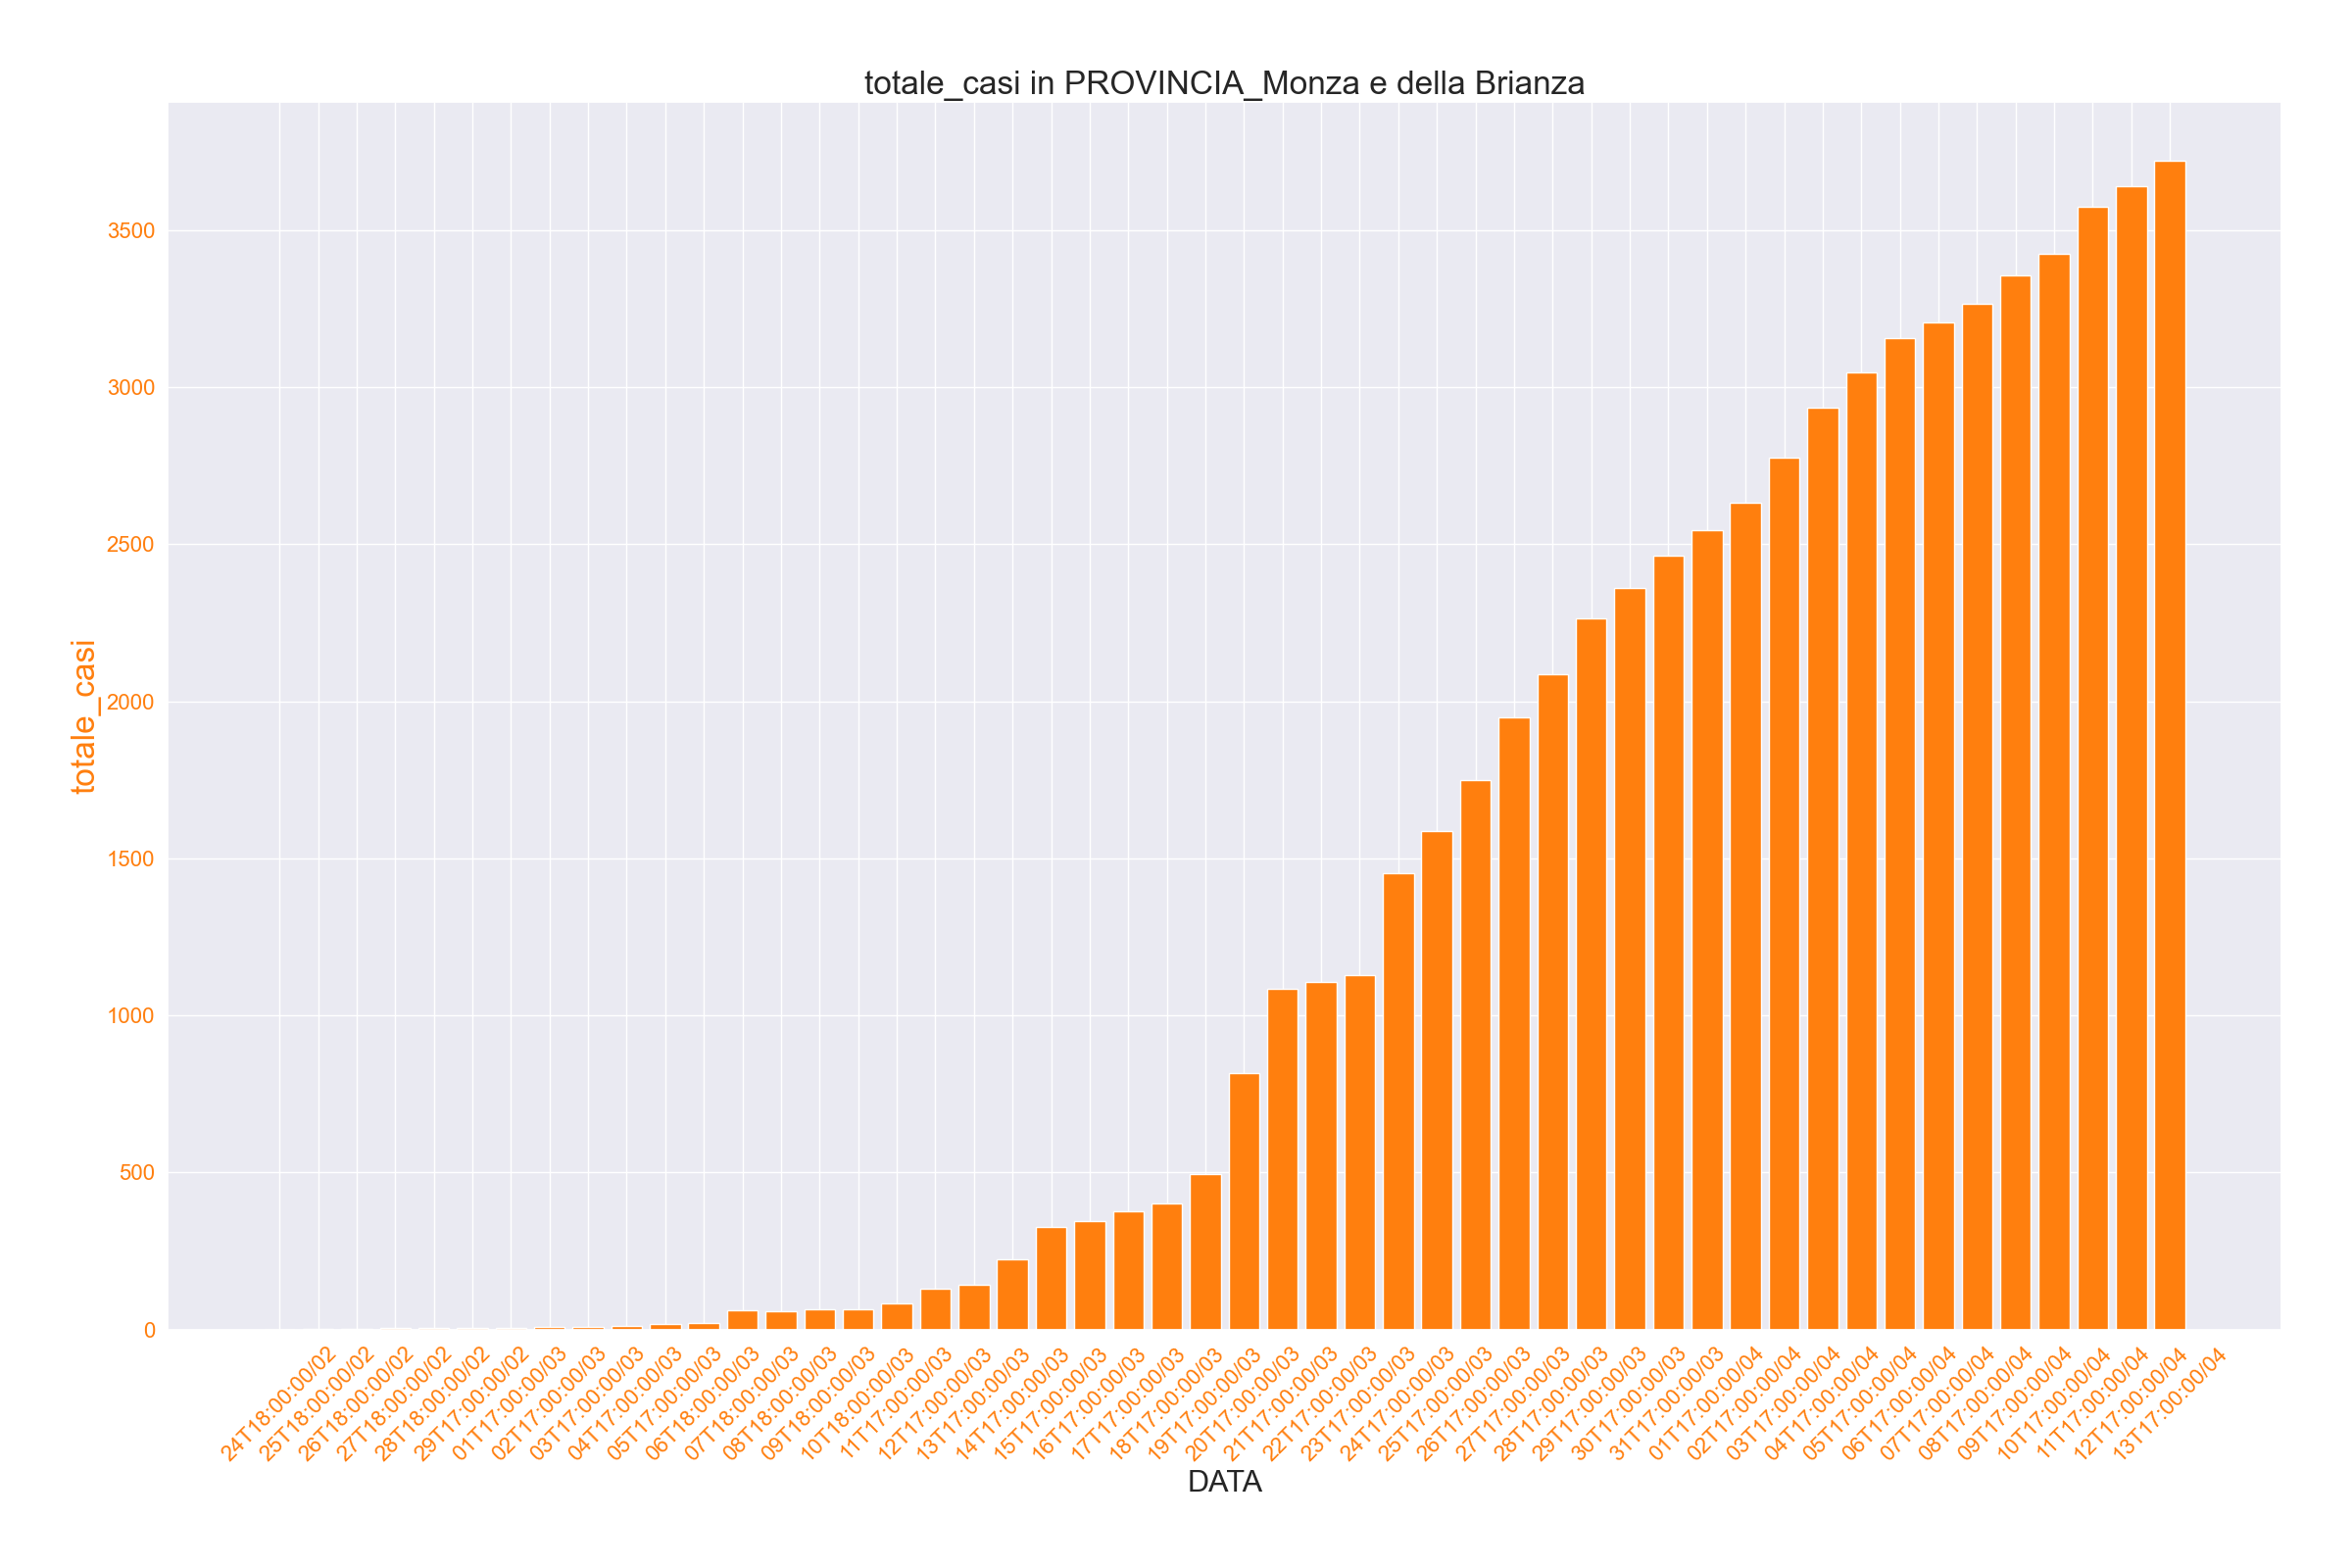 totale_casi in PROVINCIA_Monza e della Brianza
totale_casi
3500
3000
2500
2000
1500
1000
500
0
24T18:00:00/02
25T18:00:00/02
26T18:00:00/02
27T18:00:00/02
28T18:00:00/02
29T17:00:00/02
01T17:00:00/03
02T17:00:00/03
03T17:00:00/03
04T17:00:00/03
05T17:00:00/03
06T18:00:00/03
07T18:00:00/03
08T18:00:00/03
09T18:00:00/03
10T18:00:00/03
11T17:00:00/03
12T17:00:00/03
13T17:00:00/03
14T17:00:00/03
15T17:00:00/03
16T17:00:00/03
17T17:00:00/03
18T17:00:00/03
19T17:00:00/03
20T17:00:00/03
21T17:00:00/03
22T17:00:00/03
23T17:00:00/03
24T17:00:00/03
25T17:00:00/03
26T17:00:00/03
27T17:00:00/03
28T17:00:00/03
29T17:00:00/03
30T17:00:00/03
31T17:00:00/03
01T17:00:00/04
02T17:00:00/04
03T17:00:00/04
04T17:00:00/04
05T17:00:00/04
06T17:00:00/04
07T17:00:00/04
08T17:00:00/04
09T17:00:00/04
10T17:00:00/04
11T17:00:00/04
12T17:00:00/04
13T17:00:00/04
DATA